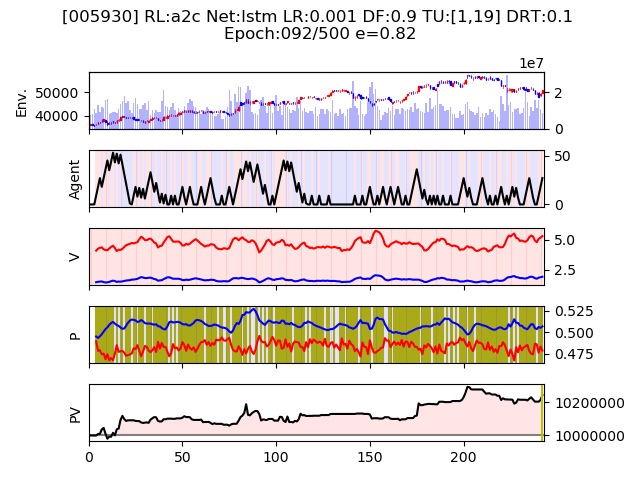 [005930] RL:a2c Net:lstm LR:0.001 DF:0.9 TU:[1,19] DRT:0.1
Epoch:092/500 e=0.82
1e7
Env.
50000
40000
2
0
Agent
50
0
V
5.0
2.5
P
0.525
0.500
0.475
PV
10200000
10000000
0 50 100 150 200